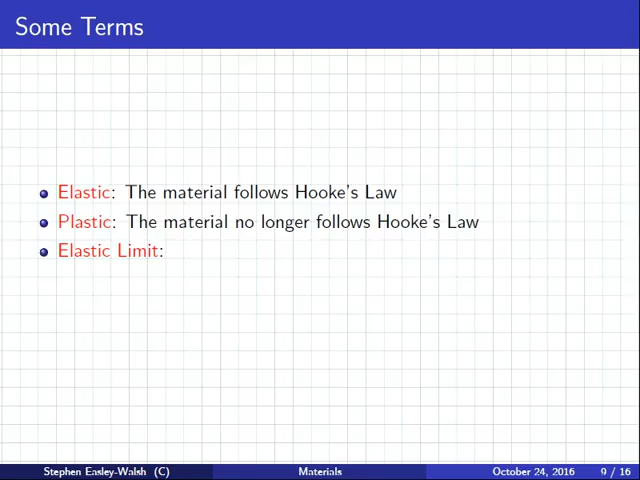 Some Terms
Elastic: The material follows Hooke's Law
Plastic: The material no longer follows Hooke's Law
Elastic Limit:
Stephen Easley-Walsh (C) Materials October 24, 2016 9 / 16